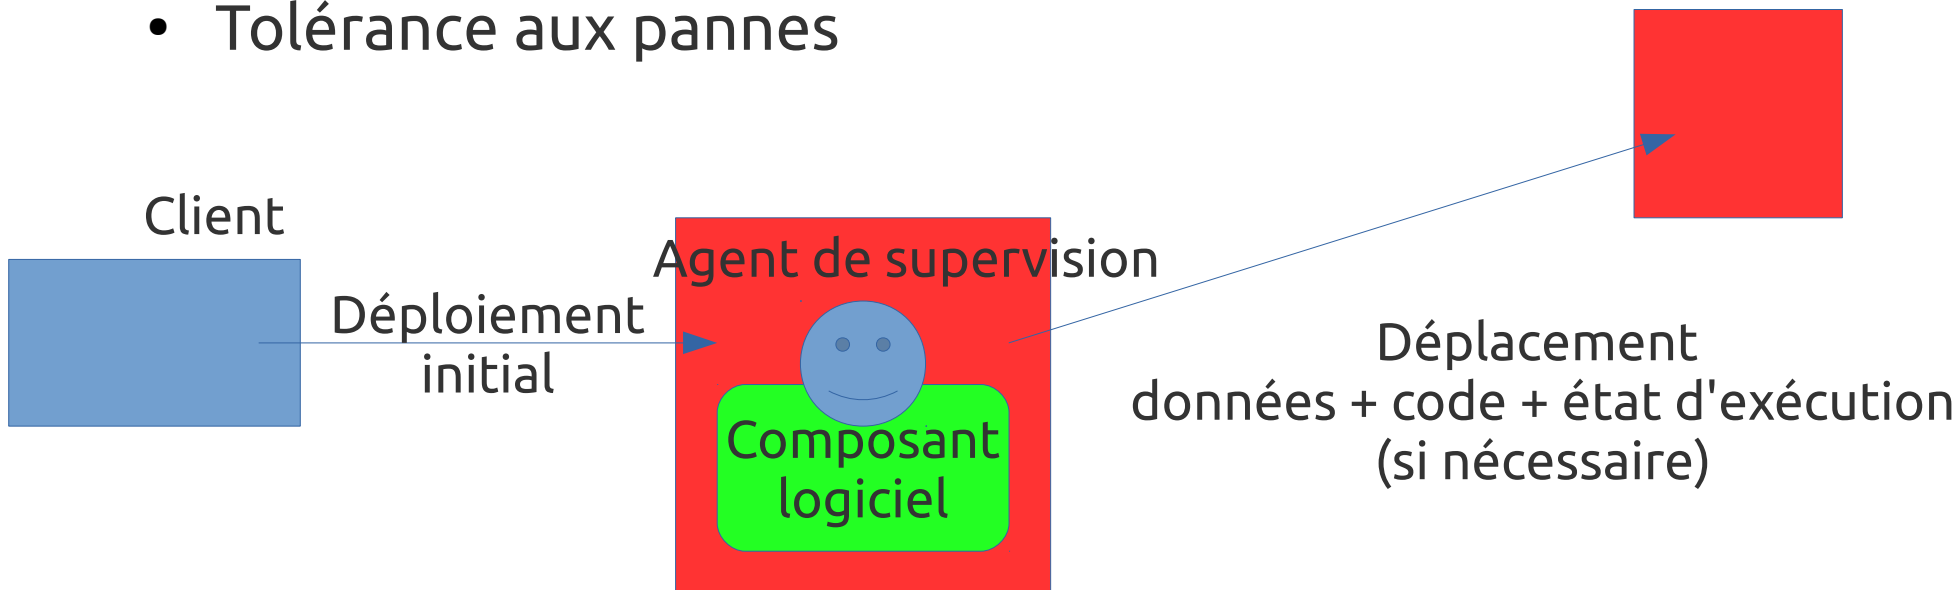 • Tolérance aux pannes
Client
Agent de supervision
Déploiement
initial
Composant
logiciel
Déplacement
données + code + état d'exécution
(si nécessaire)